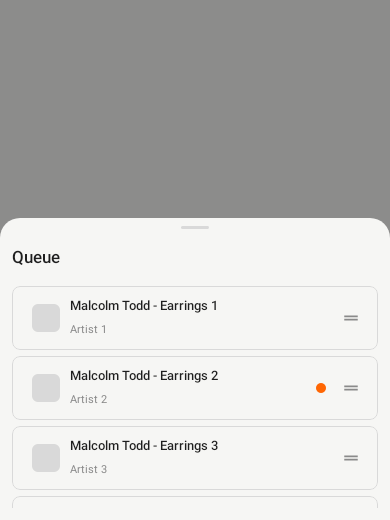 Queue
Malcolm Todd - Earrings 1
Artist 1
Malcolm Todd - Earrings 2
Artist 2
Malcolm Todd - Earrings 3
Artist 3